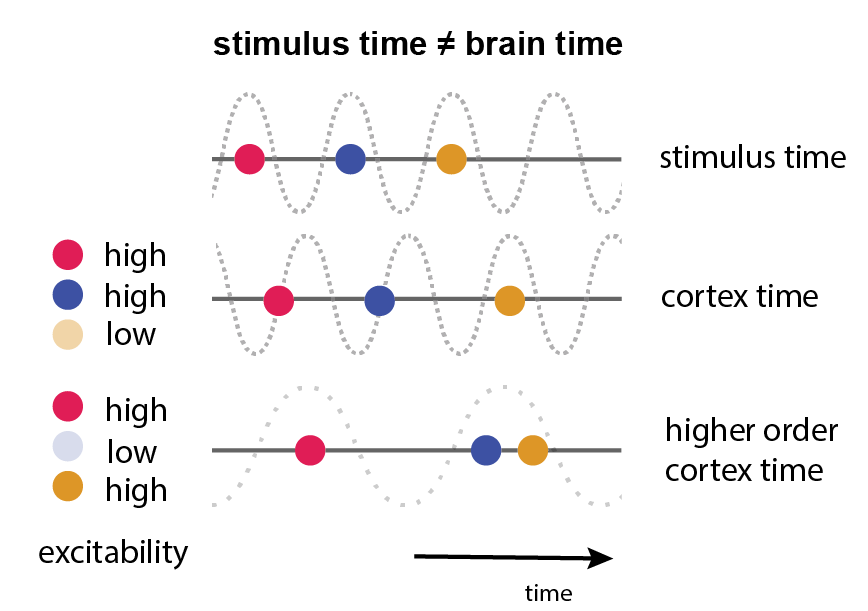 stimulus time ≠ brain time
stimulus time
high
high
low
cortex time
high
low
high
higher order
cortex time
excitability
time